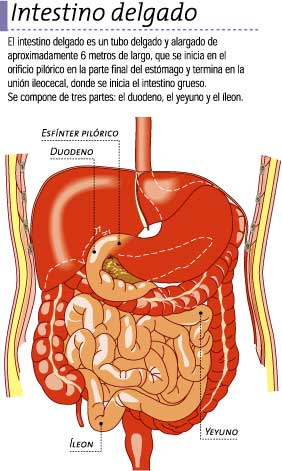 Intestino delgado
El intestino delgado es un tubo delgado y alargado de
aproximadamente 6 metros de largo, que se inicia en el
orificio pilórico en la parte final del estómago y termina en la
unión ileocecal, donde se inicia el intestino grueso.
Se compone de tres partes: el duodeno, el yeyuno y el íleon.
ESFÍNTER PILÓRICO
DUODENO
YEYUNO
ÍLEON